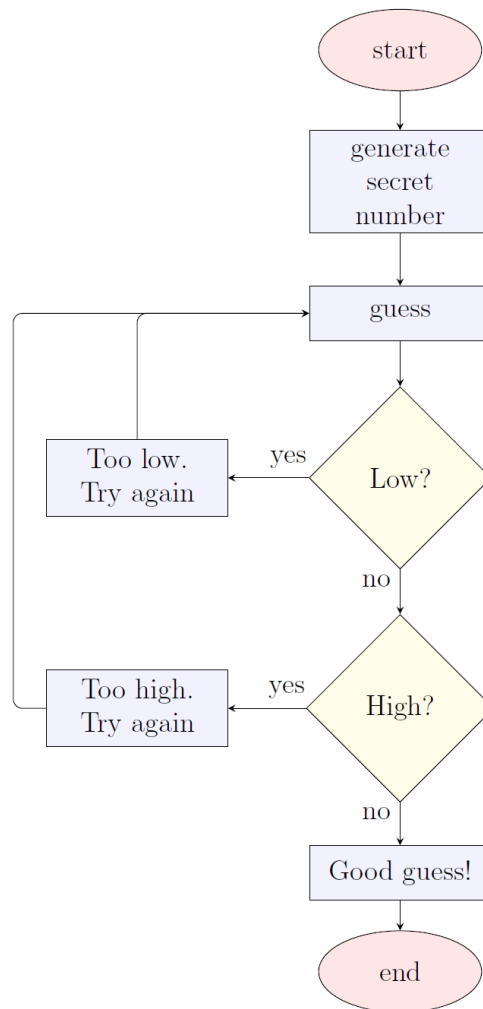 start
generate
secret
number
guess
yes
Too low.
Try again
Low?
no
yes
Too high.
Try again
High?
no
Good guess!
end